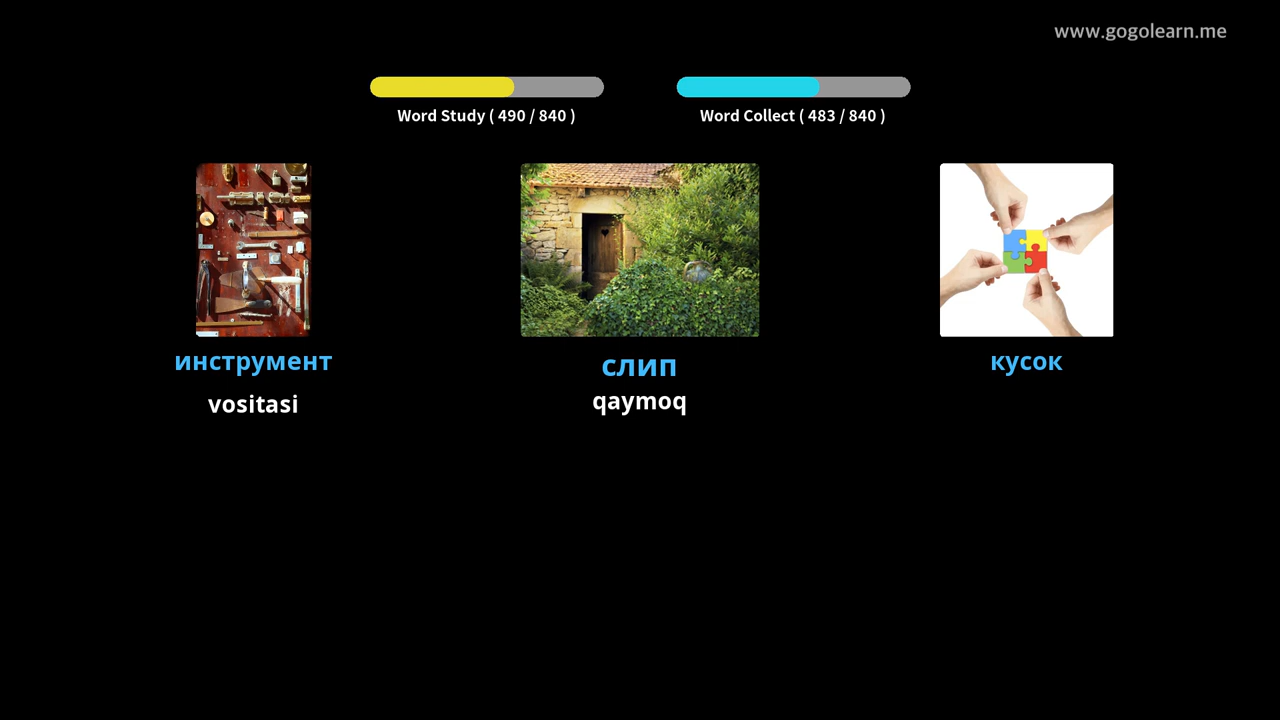 www.gogolearn.me
Word Study ( 490 / 840 )
Word Collect ( 483 / 840 )
инструмент
слип
кусок
vositasi
qaymoq